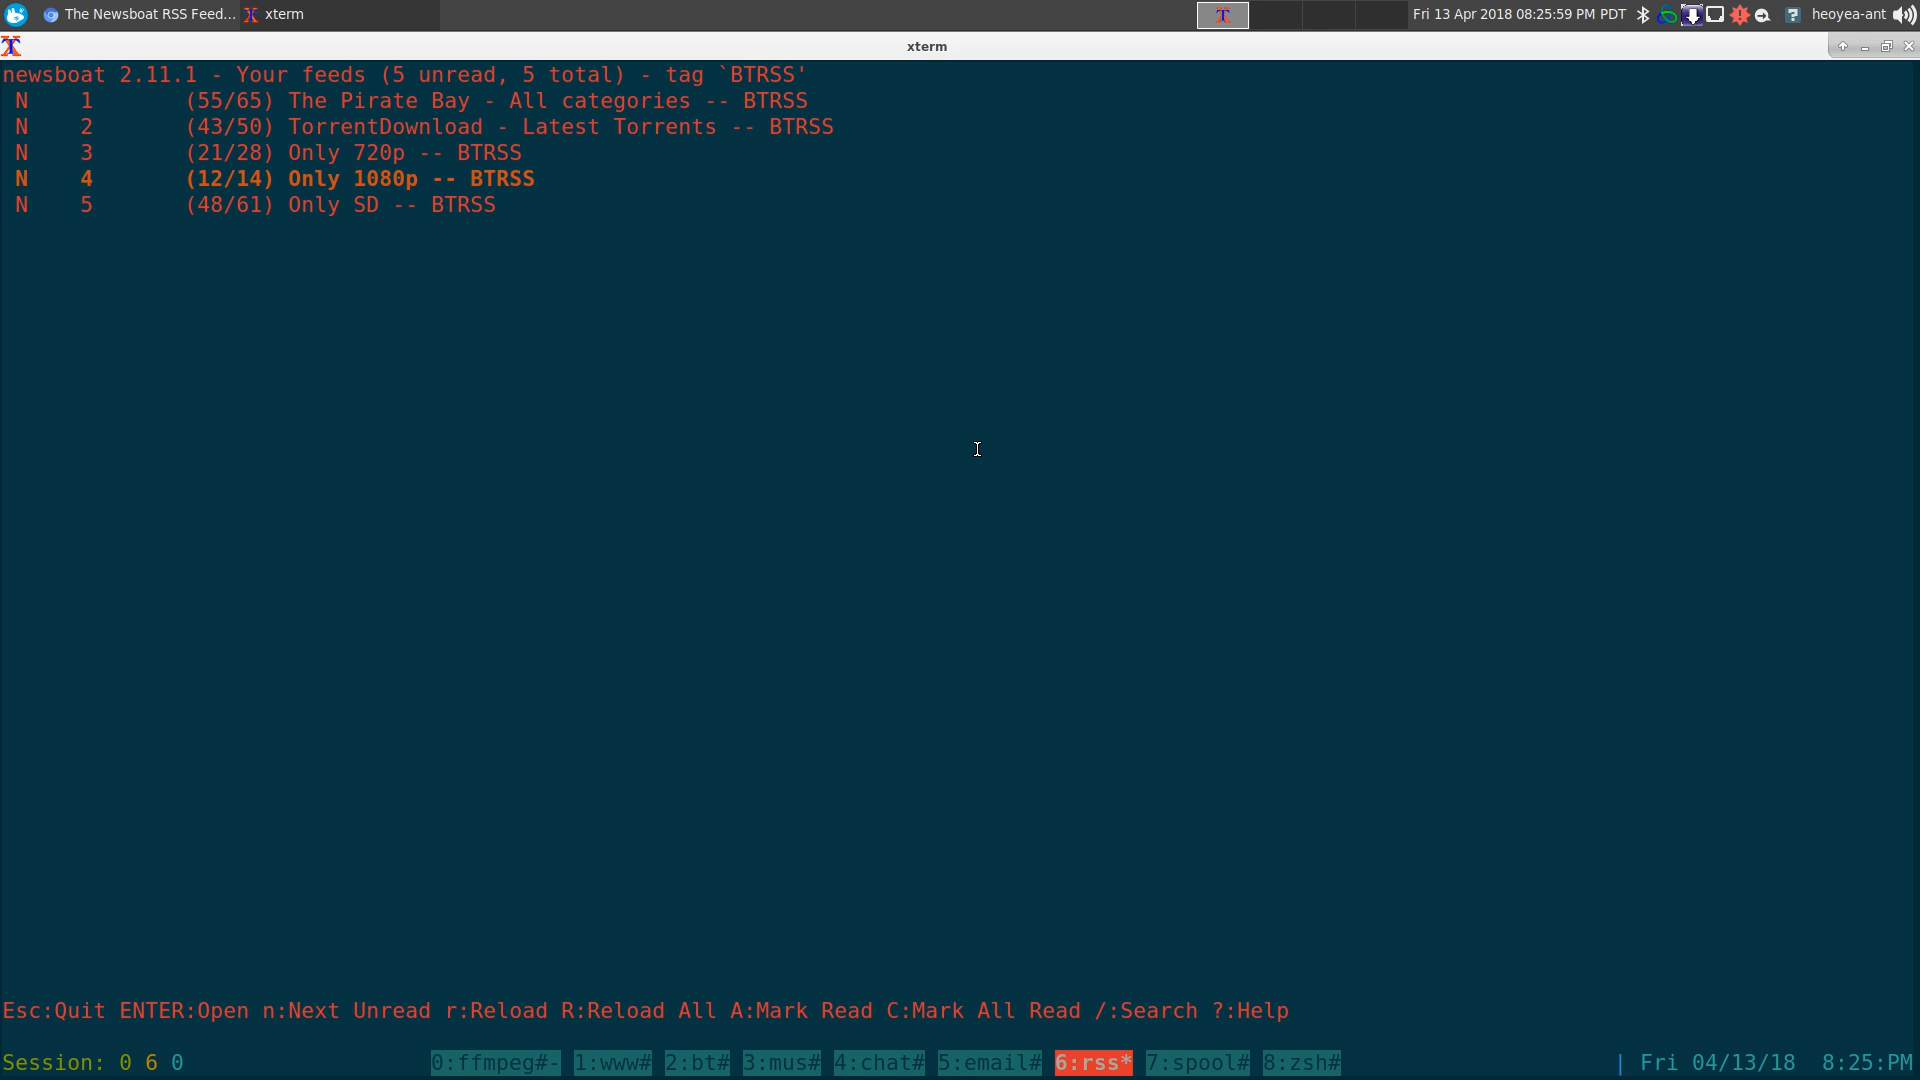 The Newsboat RSS Feed... xterm Fri 13 Apr 2018 08:25:59 PM PDT heoyea-ant
xterm
newsboat 2.11.1 - Your feeds (5 unread, 5 total) - tag `BTRSS'
N 1 (55/65) The Pirate Bay - All categories -- BTRSS
N 2 (43/50) TorrentDownload - Latest Torrents -- BTRSS
N 3 (21/28) Only 720p -- BTRSS
N 4 (12/14) Only 1080p -- BTRSS
N 5 (48/61) Only SD -- BTRSS
Esc:Quit ENTER:Open n:Next Unread r:Reload R:Reload All A:Mark Read C:Mark All Read /:Search ?:Help
Session: 0 6 0 0:ffmpeg#- 1:www# 2:bt# 3:mus# 4:chat# 5:email# 6:rss* 7:spool# 8:zsh# | Fri 04/13/18 8:25:PM